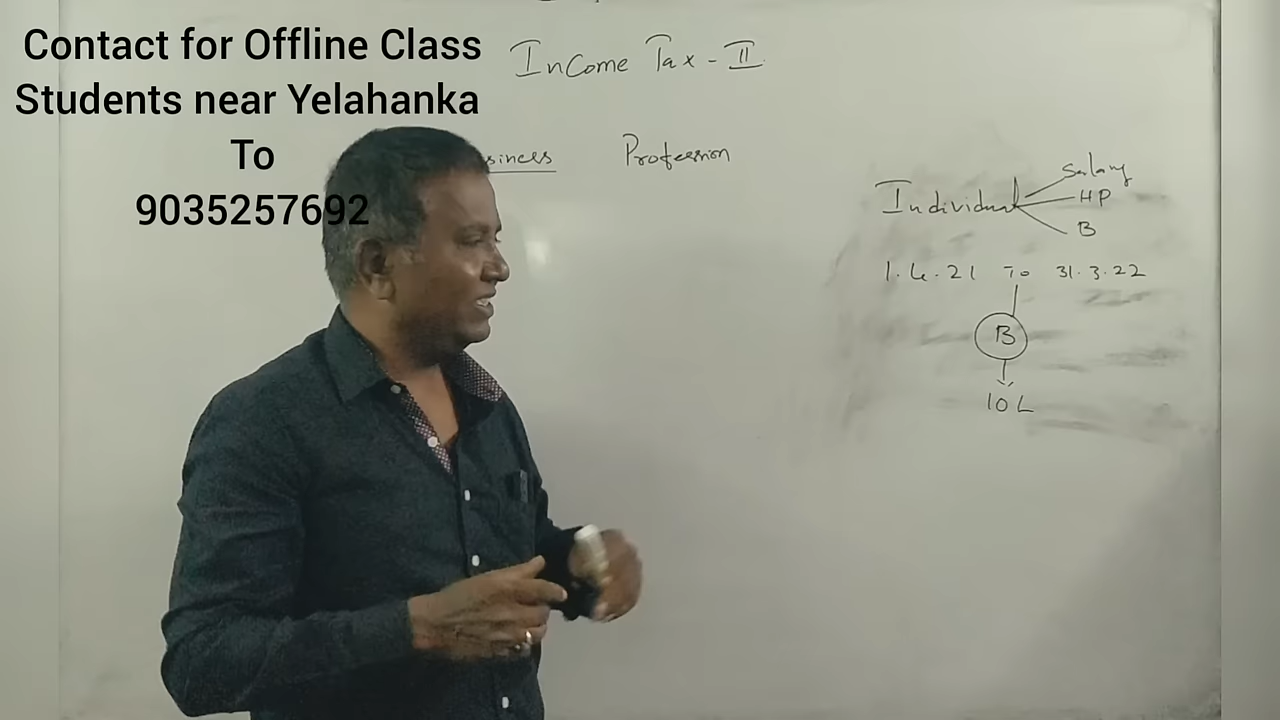 Contact for Offline Class
Students near Yelahanka
To
9035257692
Income Tax - II
siness Profession
Individual
Salary
HP
B
1.4.21 To 31.3.22
B
10 L